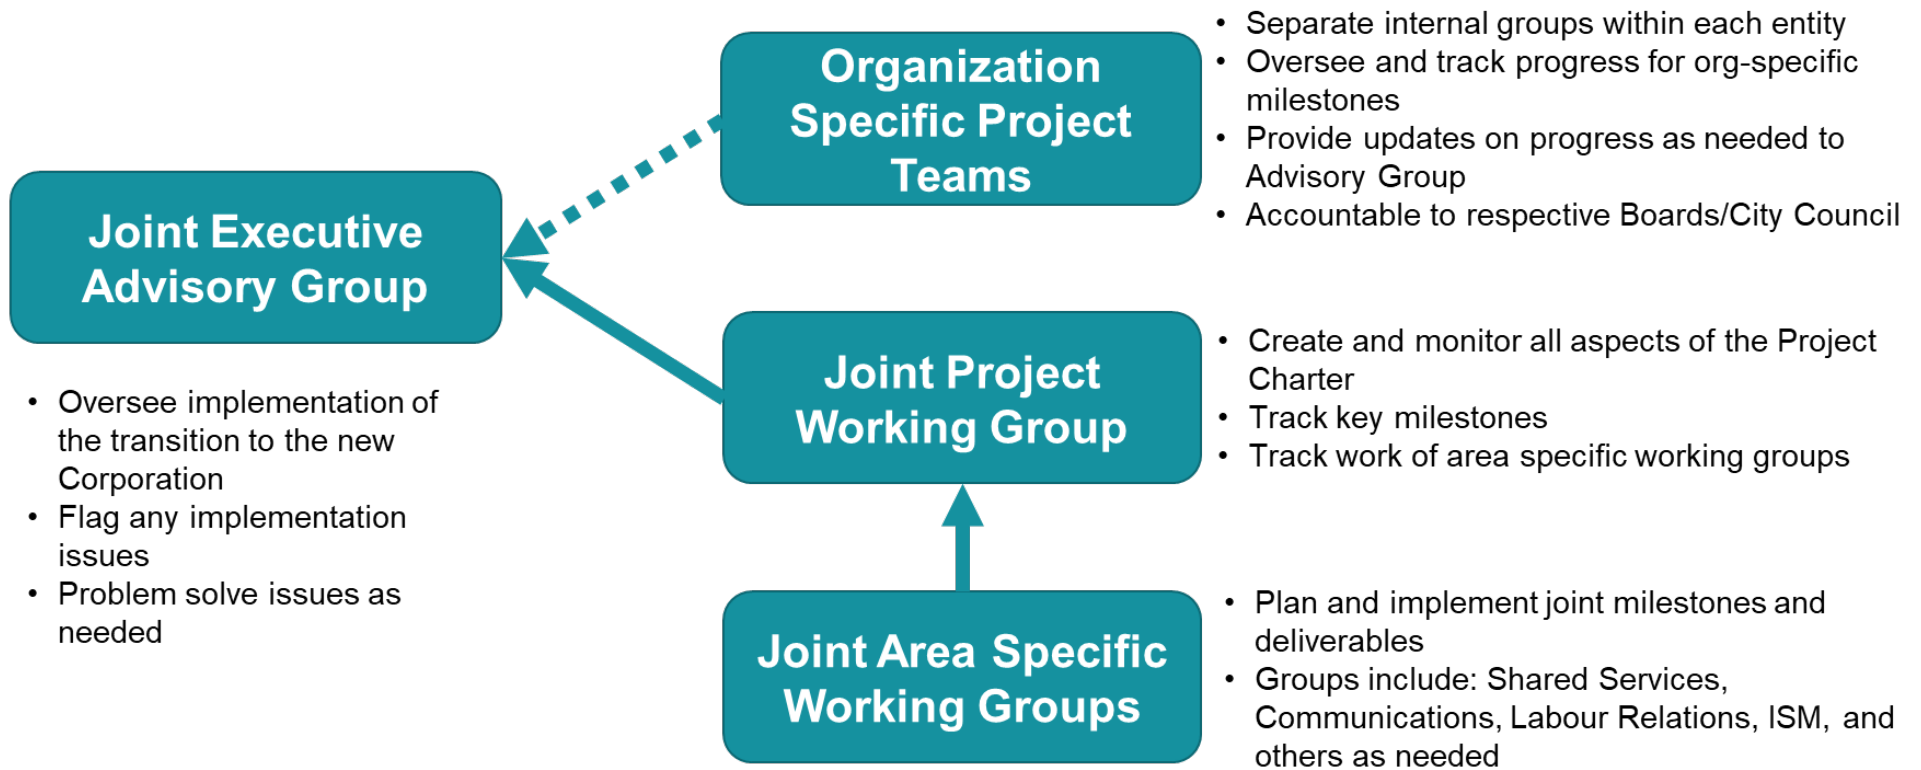 Joint Executive
Advisory Group
• Oversee implementation of
the transition to the new
Corporation
• Flag any implementation
issues
• Problem solve issues as
needed
Organization
Specific Project
Teams
• Separate internal groups within each entity
• Oversee and track progress for org-specific
milestones
• Provide updates on progress as needed to
Advisory Group
• Accountable to respective Boards/City Council
Joint Project
Working Group
• Create and monitor all aspects of the Project
Charter
• Track key milestones
• Track work of area specific working groups
Joint Area Specific
Working Groups
• Plan and implement joint milestones and
deliverables
• Groups include: Shared Services,
Communications, Labour Relations, ISM, and
others as needed